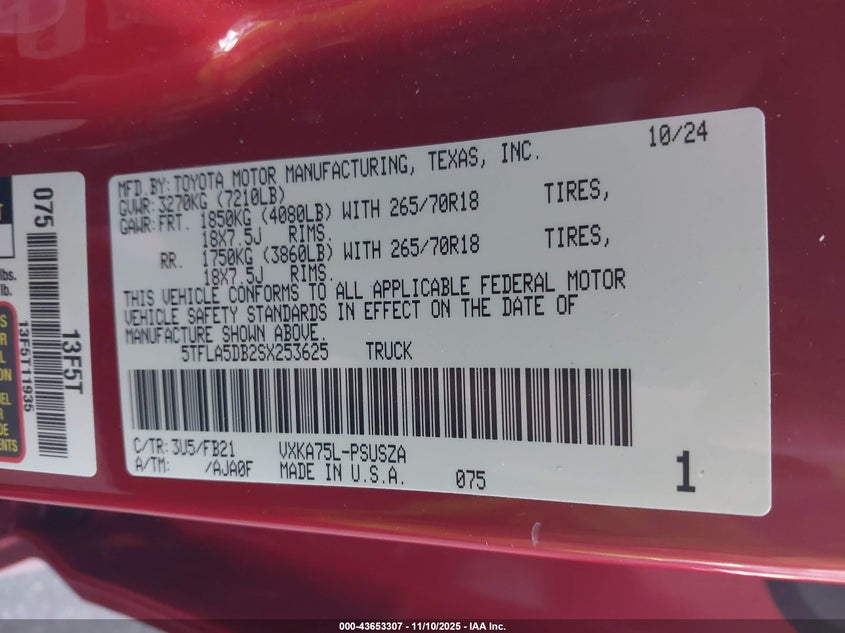 MFD.BY:TOYOTA MOTOR MANUFACTURING, TEXAS, INC. 10/24
GVWR:3270KG (7210LB)
GAWR:FRT. 1850KG (4080LB) WITH 265/70R18 TIRES,
18X7.5J RIMS.
RR. 1750KG (3860LB) WITH 265/70R18 TIRES,
18X7.5J RIMS.
THIS VEHICLE CONFORMS TO ALL APPLICABLE FEDERAL MOTOR
VEHICLE SAFETY STANDARDS IN EFFECT ON THE DATE OF
MANUFACTURE SHOWN ABOVE.
5TFLA5DB2SX253625 TRUCK
C/TR:3U5/FB21 VXKA75L-PSUSZA
A/TM: /AJA0F MADE IN U.S.A. 075 1
075
13F5T
13F5T11935
lbs.
lb.
000-43653307 - 11/10/2025 - IAA Inc.